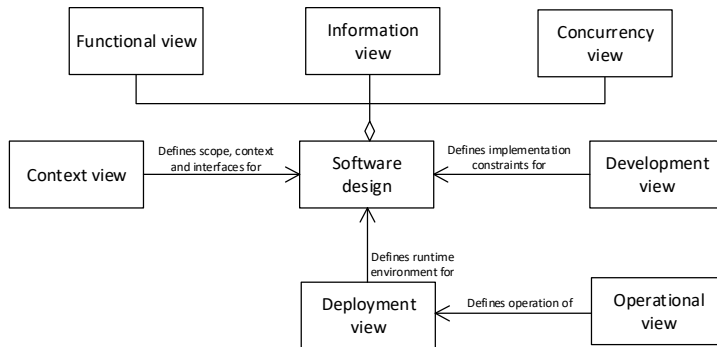 Functional view
Information
view
Concurrency
view
Context view
Defines scope, context
and interfaces for
Software
design
Defines implementation
constraints for
Development
view
Defines runtime
environment for
Deployment
view
Defines operation of
Operational
view